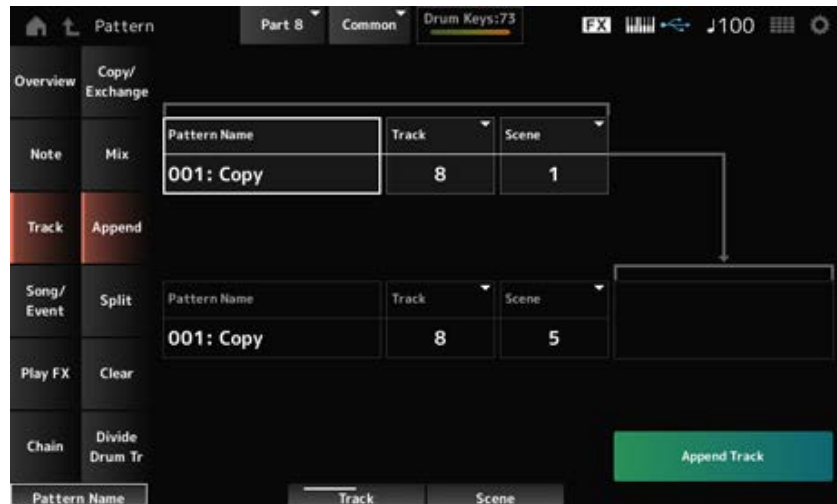 Pattern
Part 8
Common
Drum Keys:73
FX
♩100
Overview
Copy/
Exchange
Note
Mix
Track
Append
Song/
Event
Split
Play FX
Clear
Chain
Divide
Drum Tr
Pattern Name
Track
Scene
001: Copy
8
1
Pattern Name
Track
Scene
001: Copy
8
5
Append Track
Pattern Name
Track
Scene